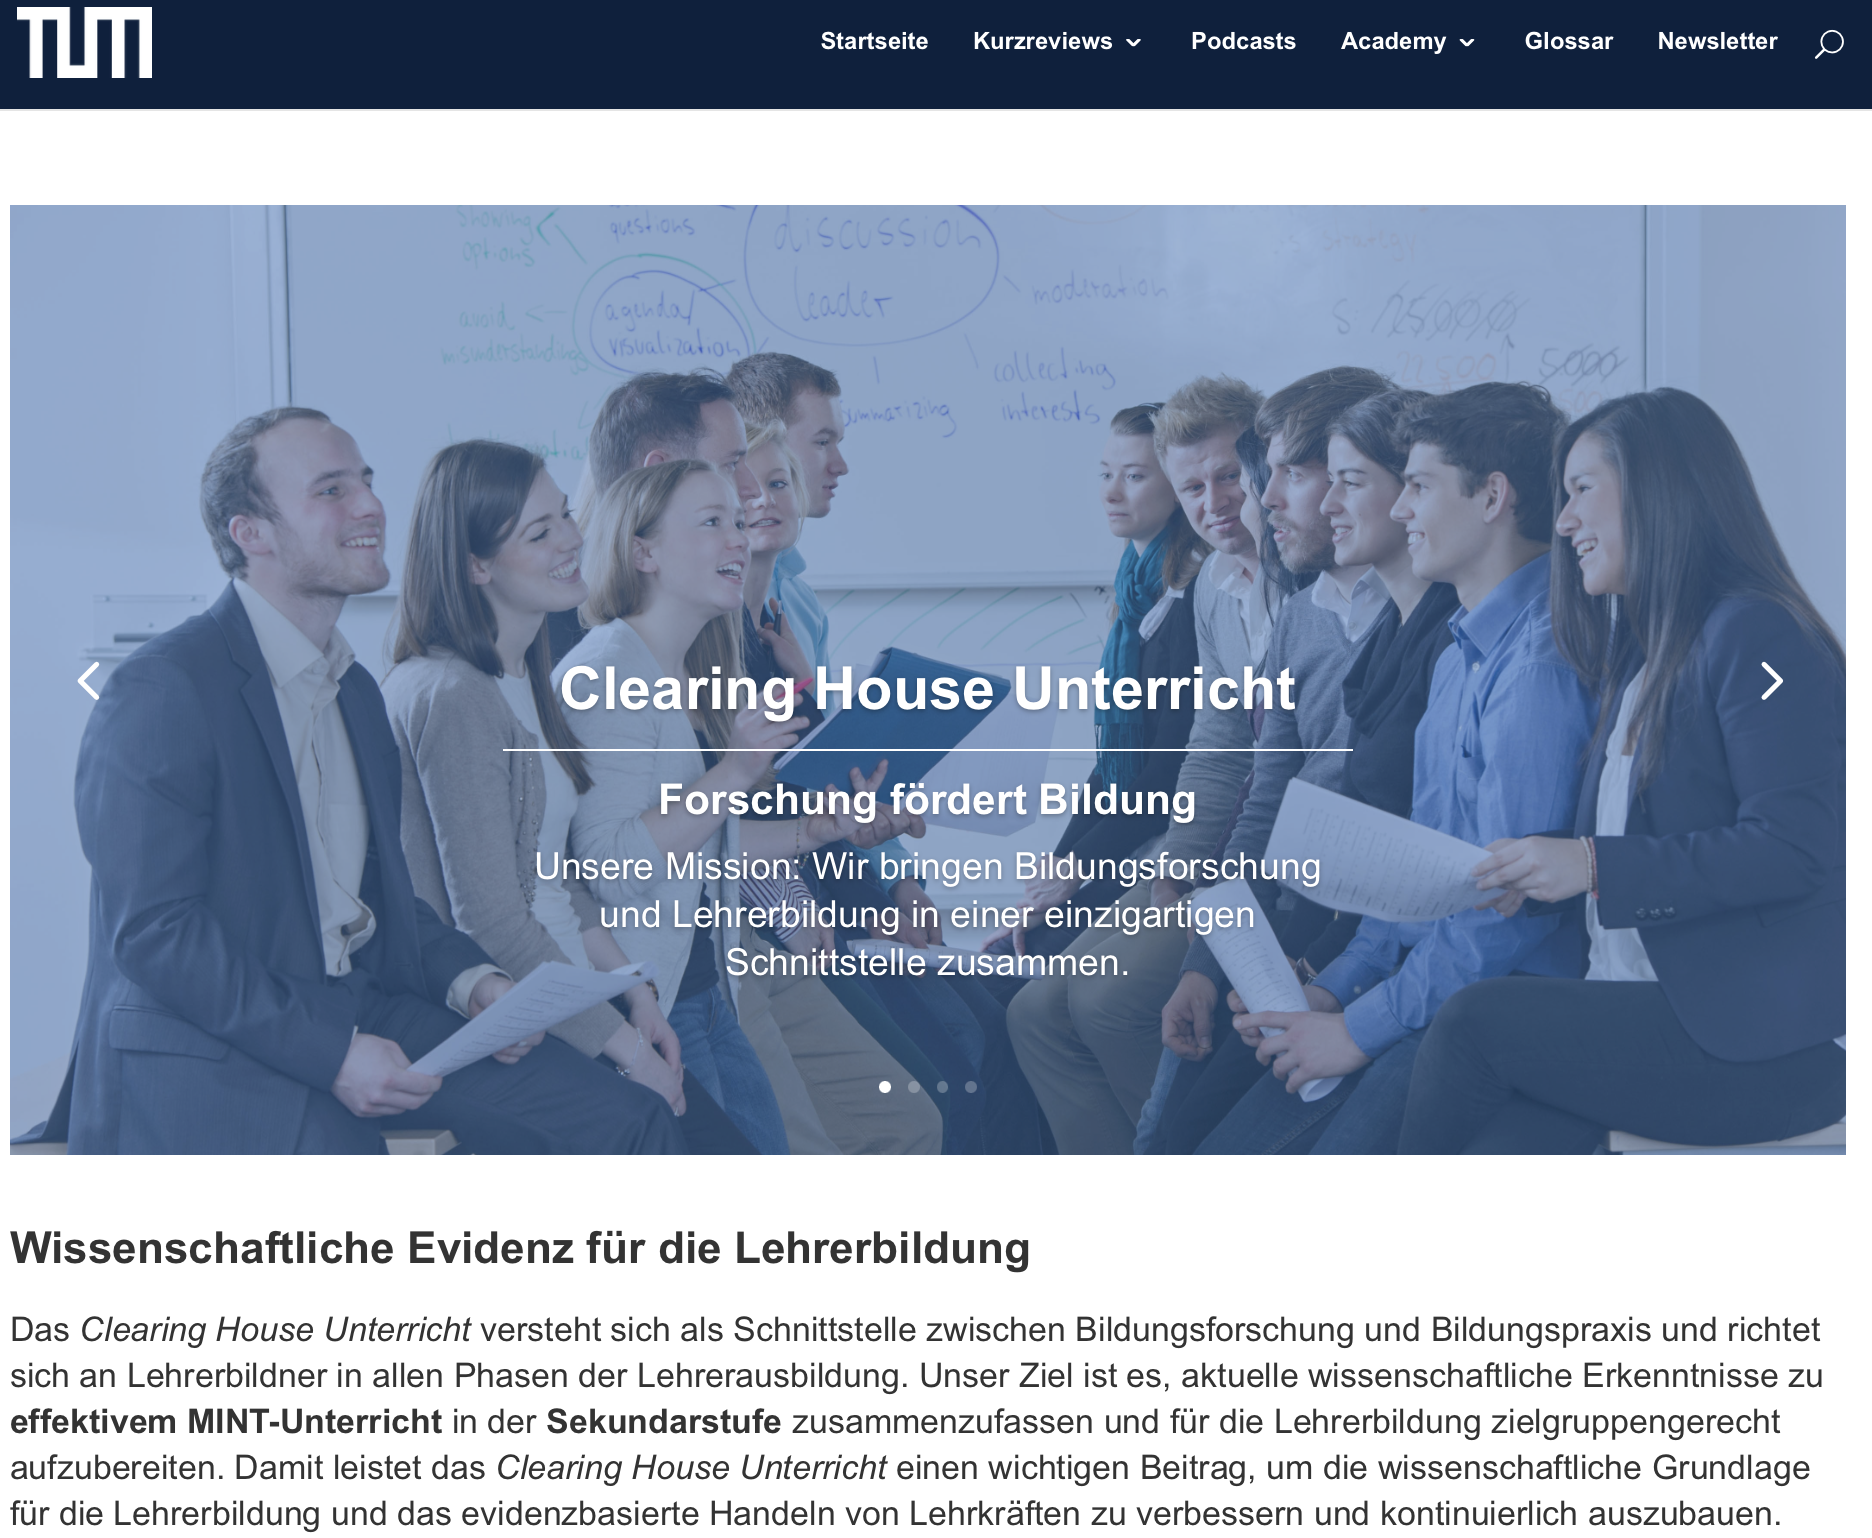 TUM
Startseite Kurzreviews Podcasts Academy Glossar Newsletter
showing
options
questions
discussion
leader
agenda/
visualization
avoid
misunderstandings
moderation
collecting
interests
summarizing
strategy
5000
Clearing House Unterricht
Forschung fördert Bildung
Unsere Mission: Wir bringen Bildungsforschung
und Lehrerbildung in einer einzigartigen
Schnittstelle zusammen.
Wissenschaftliche Evidenz für die Lehrerbildung
Das Clearing House Unterricht versteht sich als Schnittstelle zwischen Bildungsforschung und Bildungspraxis und richtet
sich an Lehrerbildner in allen Phasen der Lehrerausbildung. Unser Ziel ist es, aktuelle wissenschaftliche Erkenntnisse zu
effektivem MINT-Unterricht in der Sekundarstufe zusammenzufassen und für die Lehrerbildung zielgruppengerecht
aufzubereiten. Damit leistet das Clearing House Unterricht einen wichtigen Beitrag, um die wissenschaftliche Grundlage
für die Lehrerbildung und das evidenzbasierte Handeln von Lehrkräften zu verbessern und kontinuierlich auszubauen.